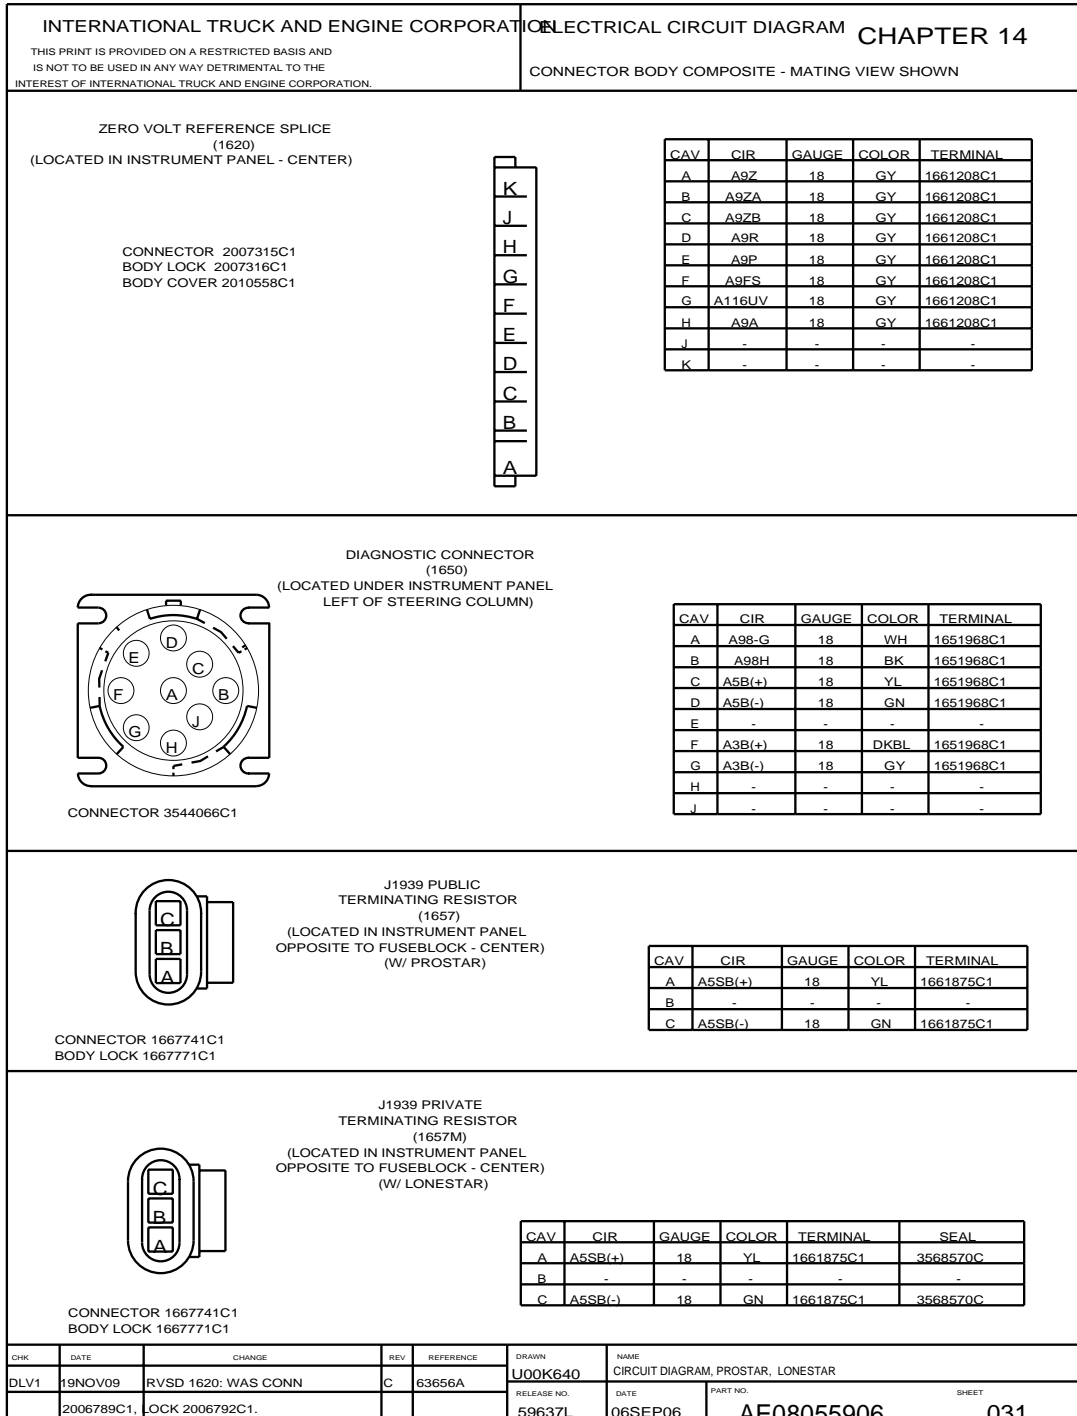 INTERNATIONAL TRUCK AND ENGINE CORPORATION
THIS PRINT IS PROVIDED ON A RESTRICTED BASIS AND
IS NOT TO BE USED IN ANY WAY DETRIMENTAL TO THE
INTEREST OF INTERNATIONAL TRUCK AND ENGINE CORPORATION.
ELECTRICAL CIRCUIT DIAGRAM CHAPTER 14
CONNECTOR BODY COMPOSITE - MATING VIEW SHOWN
ZERO VOLT REFERENCE SPLICE
(1620)
(LOCATED IN INSTRUMENT PANEL - CENTER)
CONNECTOR 2007315C1
BODY LOCK 2007316C1
BODY COVER 2010558C1
K
J
H
G
F
E
D
C
B
A
CAV CIR GAUGE COLOR TERMINAL
A A9Z 18 GY 1661208C1
B A9ZA 18 GY 1661208C1
C A9ZB 18 GY 1661208C1
D A9R 18 GY 1661208C1
E A9P 18 GY 1661208C1
F A9FS 18 GY 1661208C1
G A116UV 18 GY 1661208C1
H A9A 18 GY 1661208C1
J - - - -
K - - - -
DIAGNOSTIC CONNECTOR
(1650)
(LOCATED UNDER INSTRUMENT PANEL
LEFT OF STEERING COLUMN)
D
E
C
F A B
G J
H
CONNECTOR 3544066C1
CAV CIR GAUGE COLOR TERMINAL
A A98-G 18 WH 1651968C1
B A98H 18 BK 1651968C1
C A5B(+) 18 YL 1651968C1
D A5B(-) 18 GN 1651968C1
E - - - -
F A3B(+) 18 DKBL 1651968C1
G A3B(-) 18 GY 1651968C1
H - - - -
J - - - -
J1939 PUBLIC
TERMINATING RESISTOR
(1657)
(LOCATED IN INSTRUMENT PANEL
OPPOSITE TO FUSEBLOCK - CENTER)
(W/ PROSTAR)
C
B
A
CONNECTOR 1667741C1
BODY LOCK 1667771C1
CAV CIR GAUGE COLOR TERMINAL
A A5SB(+) 18 YL 1661875C1
B - - - -
C A5SB(-) 18 GN 1661875C1
J1939 PRIVATE
TERMINATING RESISTOR
(1657M)
(LOCATED IN INSTRUMENT PANEL
OPPOSITE TO FUSEBLOCK - CENTER)
(W/ LONESTAR)
C
B
A
CONNECTOR 1667741C1
BODY LOCK 1667771C1
CAV CIR GAUGE COLOR TERMINAL SEAL
A A5SB(+) 18 YL 1661875C1 3568570C
B - - - - -
C A5SB(-) 18 GN 1661875C1 3568570C
CHK DATE CHANGE REV REFERENCE
DLV1 19NOV09 RVSD 1620: WAS CONN C 63656A
2006789C1, LOCK 2006792C1.
DRAWN NAME
U00K640 CIRCUIT DIAGRAM, PROSTAR, LONESTAR
RELEASE NO. DATE PART NO. SHEET
59637L 06SEP06 AE08055906 031